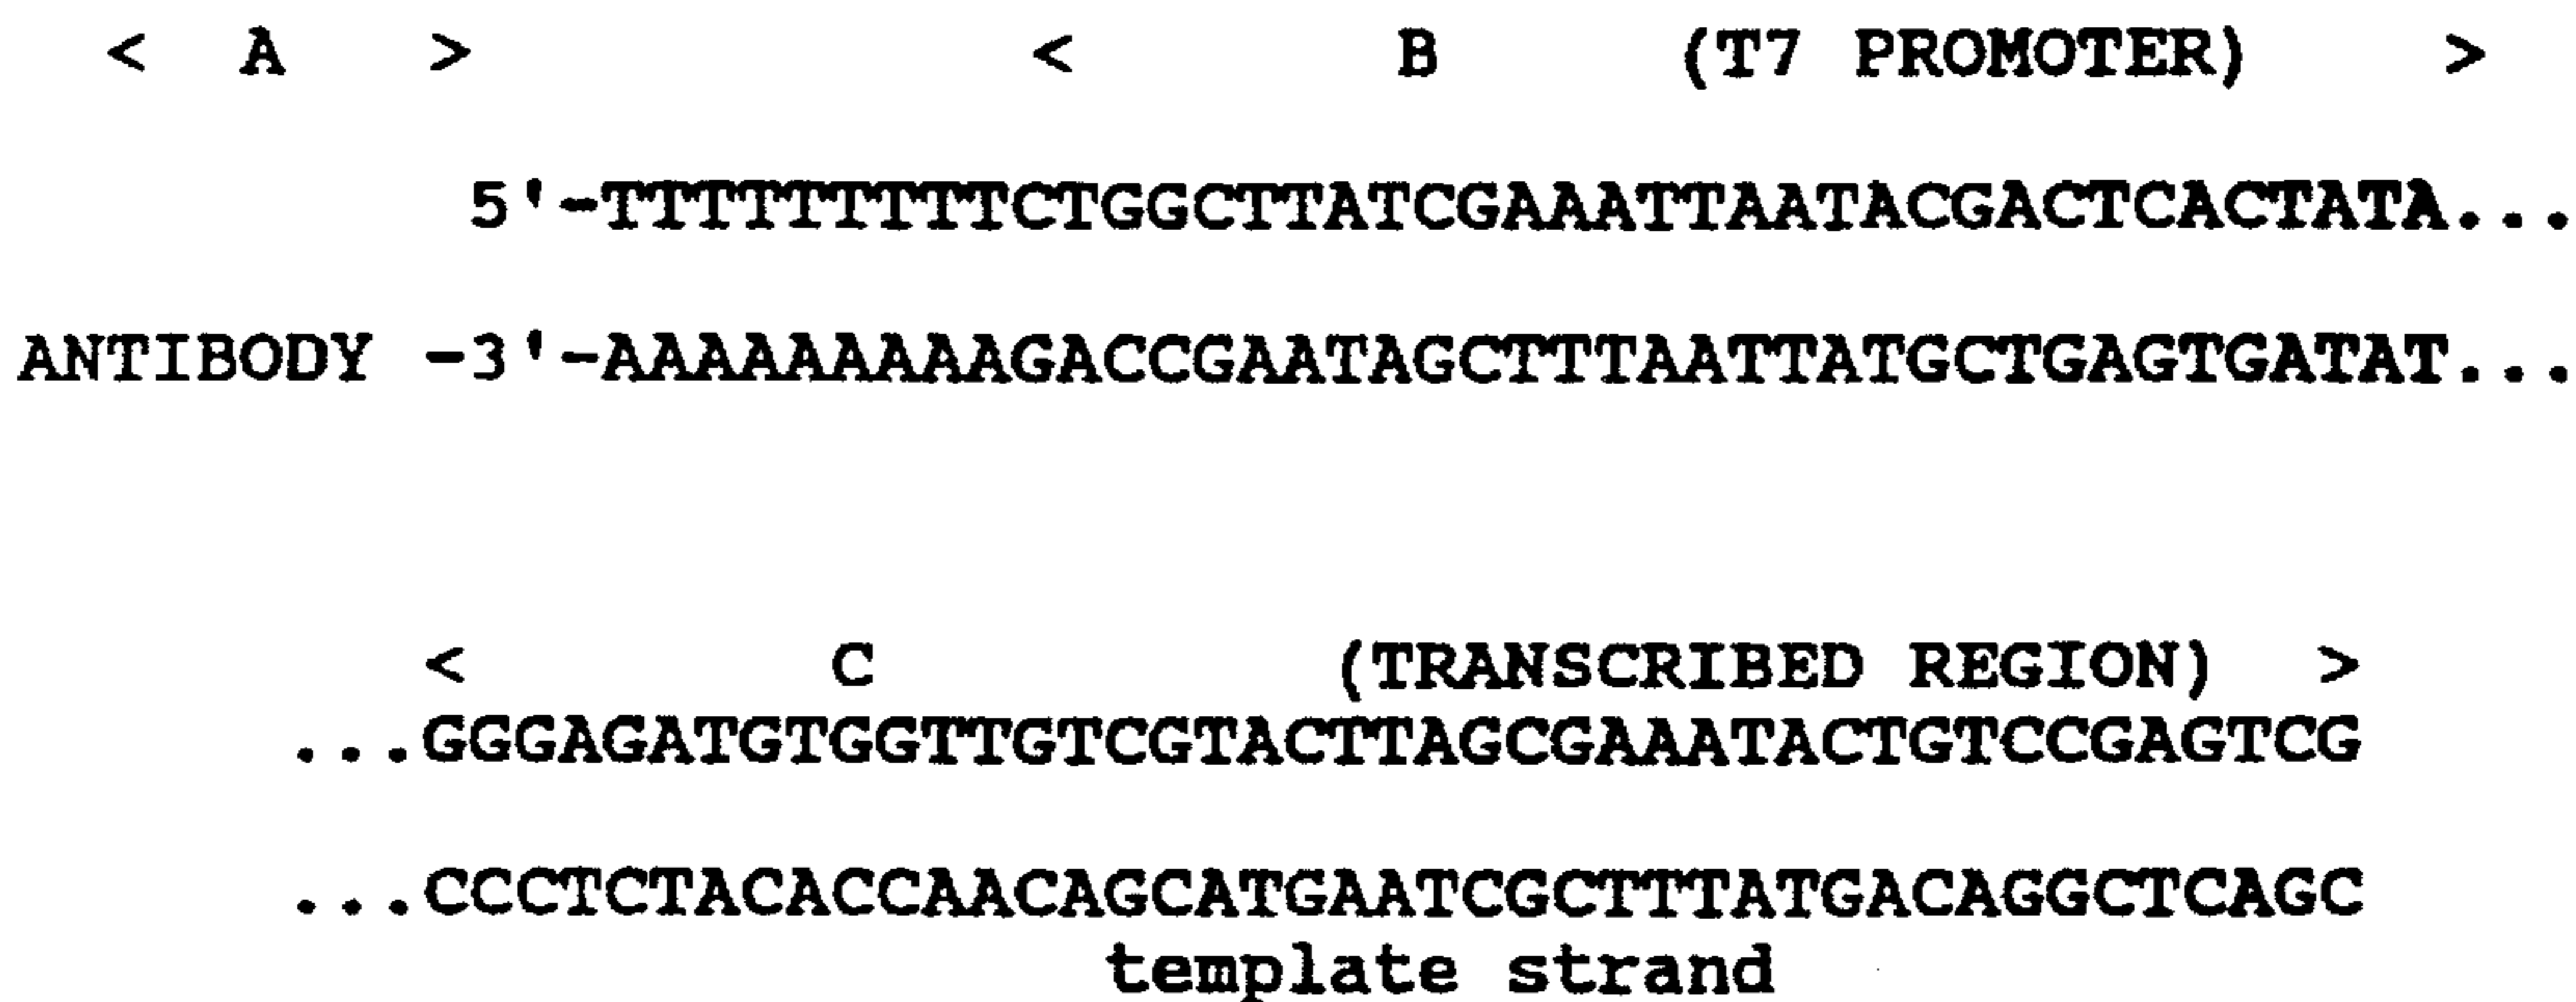 < A > < B (T7 PROMOTER) >
5'-TTTTTTTTTCTGGCTTATCGAAATTAATACGACTCACTATA...
ANTIBODY -3'-AAAAAAAAAGACCGAATAGCTTTAATTATGCTGAGTGATAT...
< C (TRANSCRIBED REGION) >
...GGGAGATGTGGTTGTCGTACTTAGCGAAATACTGTCCGAGTCG
...CCCTCTACACCAACAGCATGAATCGCTTTATGACAGGCTCAGC
template strand